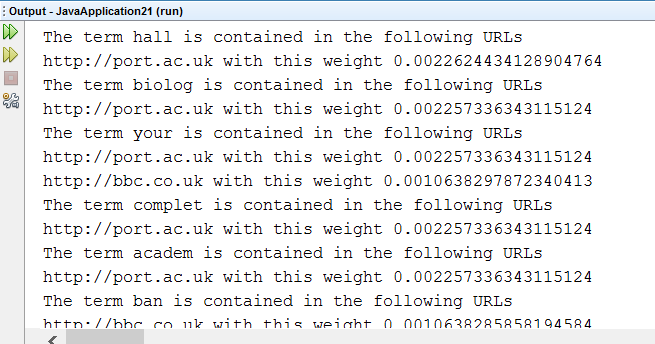 Output - JavaApplication21 (run)
The term hall is contained in the following URLs
http://port.ac.uk with this weight 0.0022624434128904764
The term biolog is contained in the following URLs
http://port.ac.uk with this weight 0.002257336343115124
The term your is contained in the following URLs
http://port.ac.uk with this weight 0.002257336343115124
http://bbc.co.uk with this weight 0.0010638297872340413
The term complet is contained in the following URLs
http://port.ac.uk with this weight 0.002257336343115124
The term academ is contained in the following URLs
http://port.ac.uk with this weight 0.002257336343115124
The term ban is contained in the following URLs
http://bbc.co.uk with this weight 0.0010638285858194584